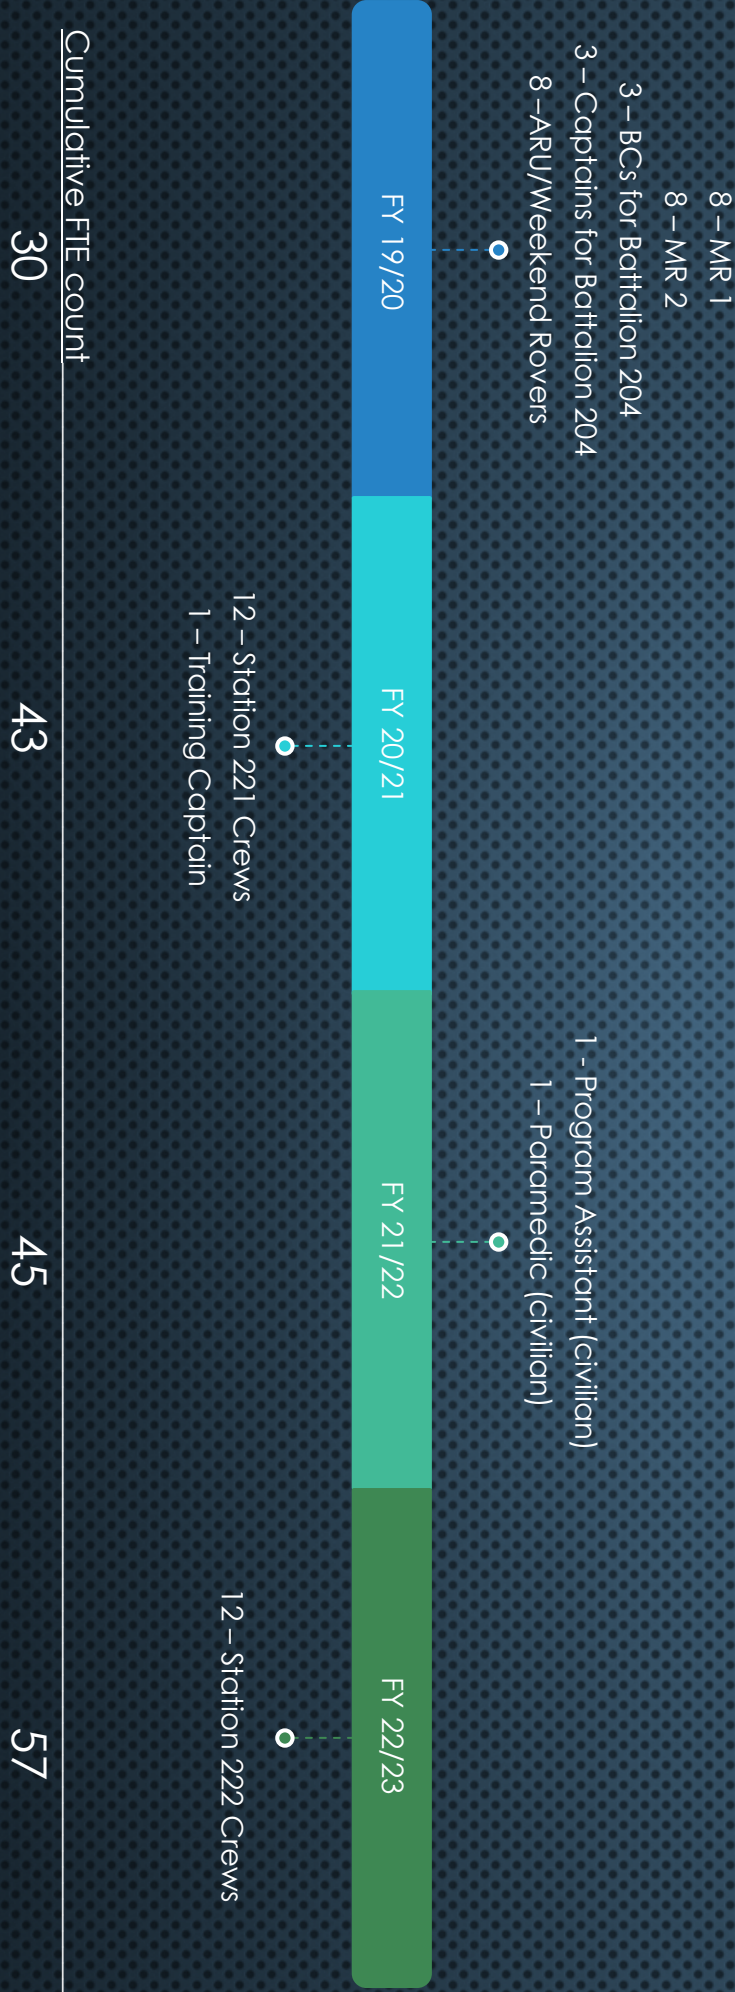 8 – MR 1
8 – MR 2
3 – BCs for Battalion 204
3 – Captains for Battalion 204
8 –ARU/Weekend Rovers
1 - Program Assistant (civilian)
1 – Paramedic (civilian)
FY 19/20
FY 20/21
FY 21/22
FY 22/23
12 – Station 221 Crews
1 – Training Captain
12 – Station 222 Crews
Cumulative FTE count
30
43
45
57